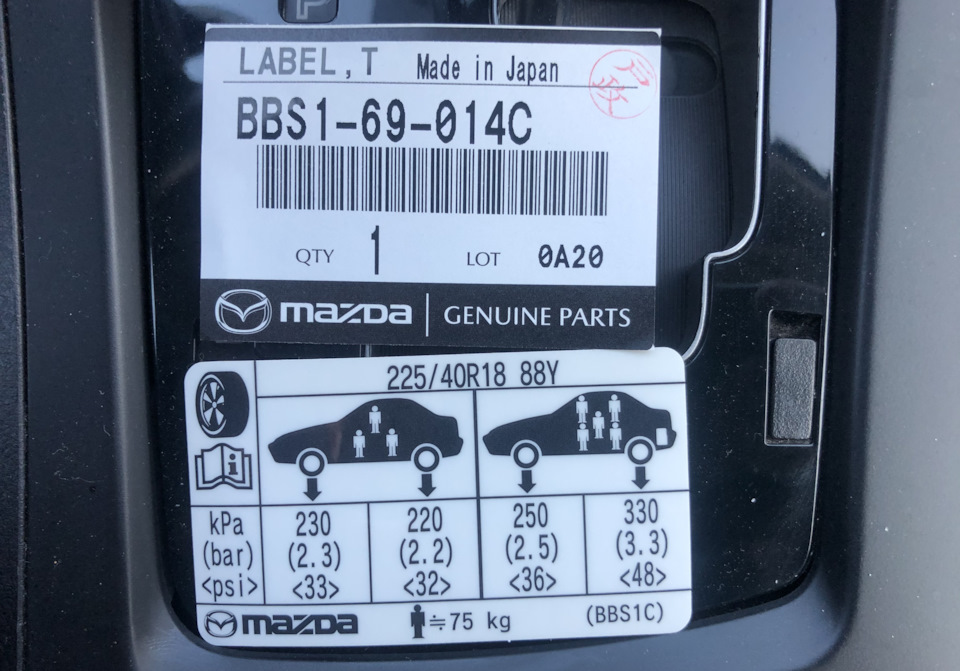 P
LABEL,T Made in Japan
BBS1-69-014C
QTY 1 LOT 0A20
mazda GENUINE PARTS
225/40R18 88Y
kPa 230 220 250 330
(bar) (2.3) (2.2) (2.5) (3.3)
<psi> <33> <32> <36> <48>
mazda ≒75 kg (BBS1C)